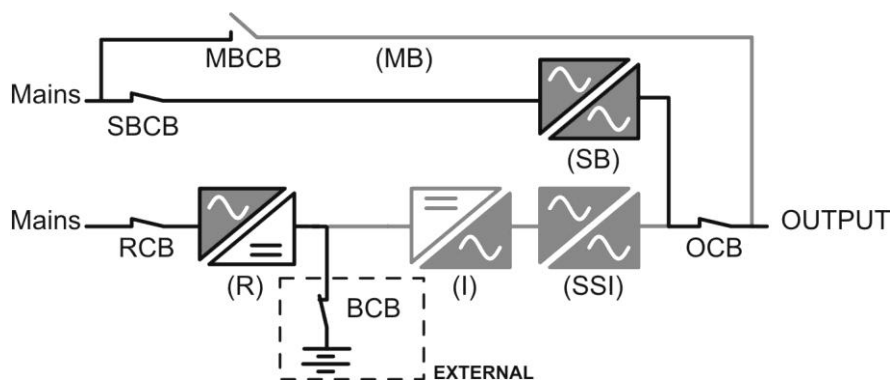 MBCB (MB)
Mains
SBCB
(SB)
Mains OUTPUT
RCB OCB
(R) (I) (SSI)
BCB
EXTERNAL